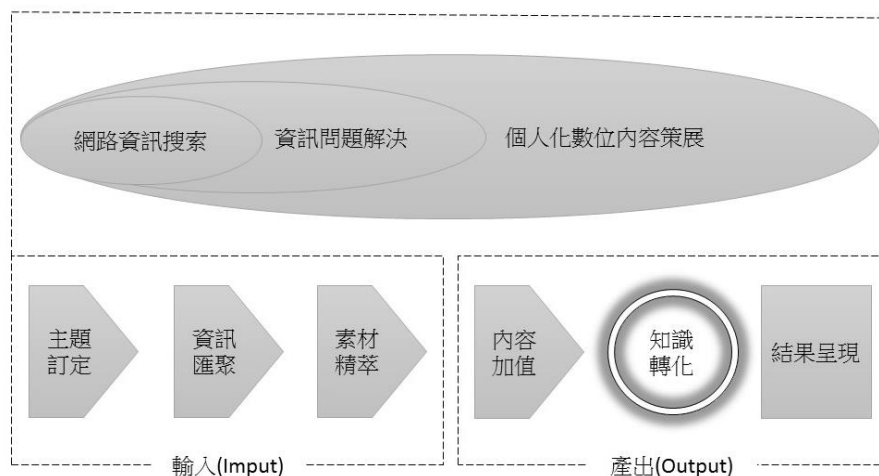 網路資訊搜索
資訊問題解決
個人化數位內容策展
主題
訂定
資訊
匯聚
素材
精萃
內容
加值
知識
轉化
結果呈現
輸入(Imput)
產出(Output)